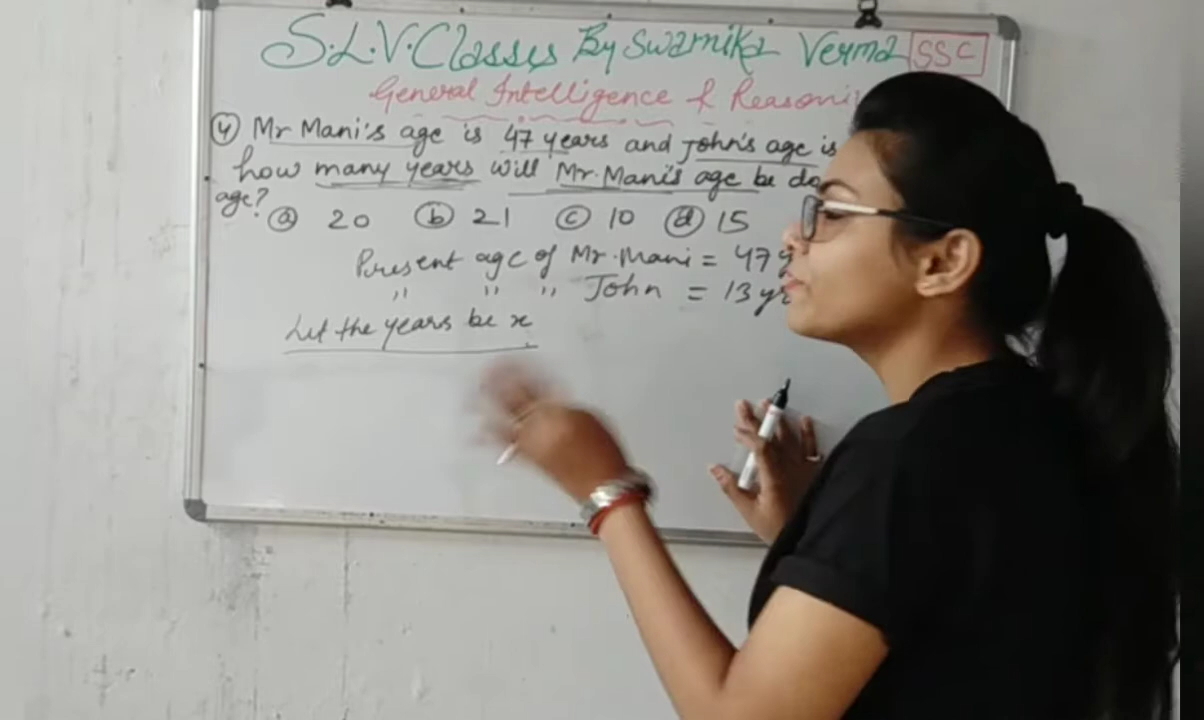 S.L.V. Classes By Swarnika Verma SSC
General Intelligence & Reasoni
(4) Mr Mani's age is 47 years and John's age is
how many years will Mr. Mani's age be do
age?
(a) 20 (b) 21 (c) 10 (d) 15
Present age of Mr. Mani = 47 y
" " " John = 13 yr
Let the years be x